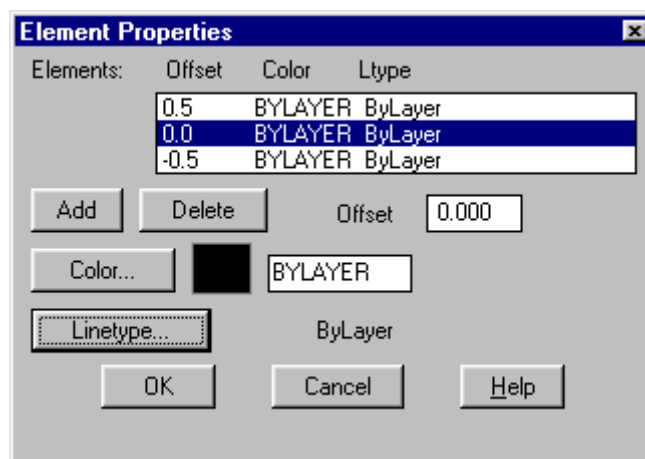 Element Properties
Elements: Offset Color Ltype
0.5 BYLAYER ByLayer
0.0 BYLAYER ByLayer
-0.5 BYLAYER ByLayer
Add Delete Offset 0.000
Color... BYLAYER
Linetype... ByLayer
OK Cancel Help